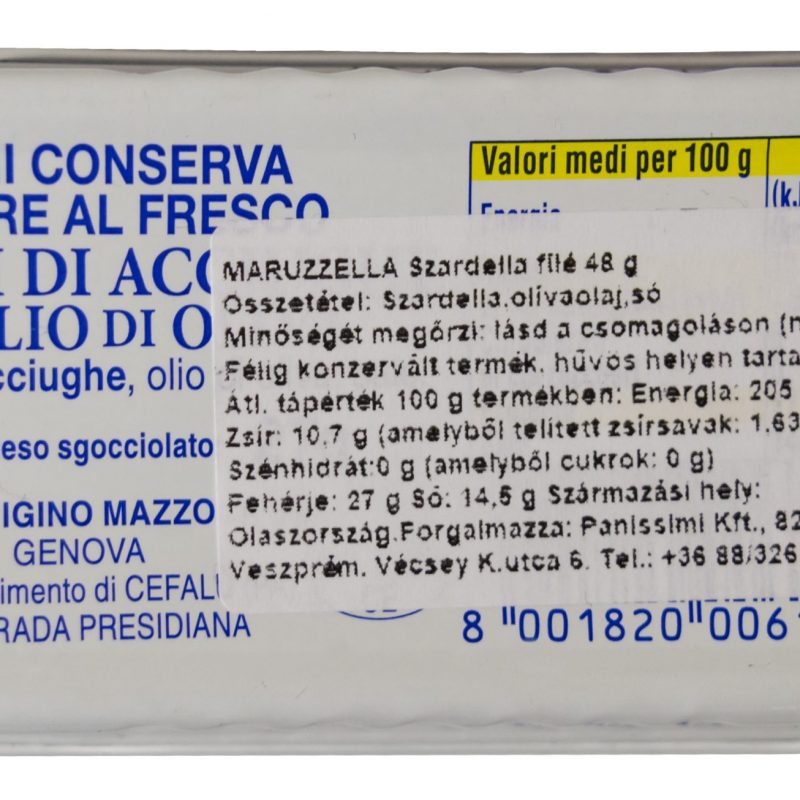 I CONSERVA
RE AL FRESCO
I DI ACC
LIO DI O
cciughe, olio
eso sgocciolato
IGINO MAZZO
GENOVA
imento di CEFAL
RADA PRESIDIANA
Valori medi per 100 g
Energia
MARUZZELLA Szardella filé 48 g
Összetétel: Szardella,olívaolaj,só
Minőségét megőrzi: lásd a csomagoláson (n
Félig konzervált termék, hűvös helyen tarta
Átl. tápérték 100 g termékben: Energia: 205
Zsír: 10,7 g (amelyből telített zsírsavak: 1,63
Szénhidrát:0 g (amelyből cukrok: 0 g)
Fehérje: 27 g Só: 14,5 g Származási hely:
Olaszország.Forgalmazza: Panissimi Kft., 82
Veszprém, Vécsey K.utca 6. Tel.: +36 88/326
8 "001820"006